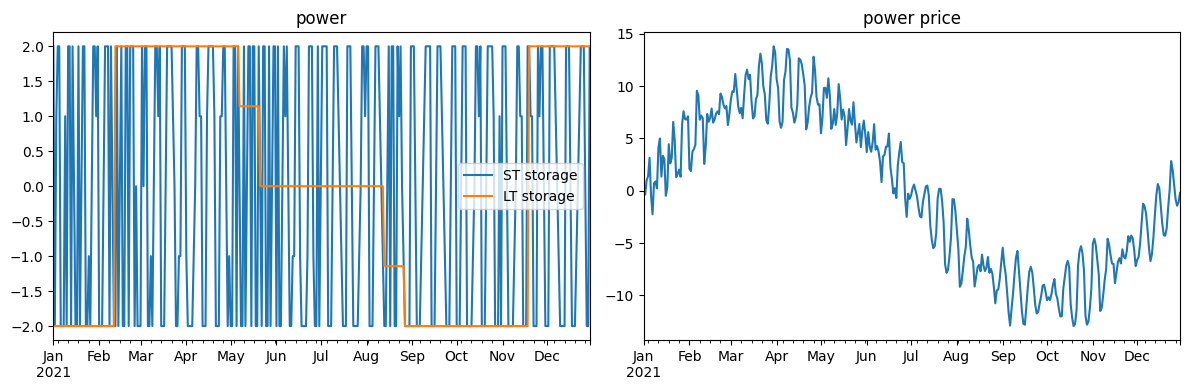 power
2.0
1.5
1.0
0.5
0.0
−0.5
−1.0
−1.5
−2.0
ST storage
LT storage
Jan Feb Mar Apr May Jun Jul Aug Sep Oct Nov Dec
2021
power price
15
10
5
0
−5
−10
Jan Feb Mar Apr May Jun Jul Aug Sep Oct Nov Dec
2021